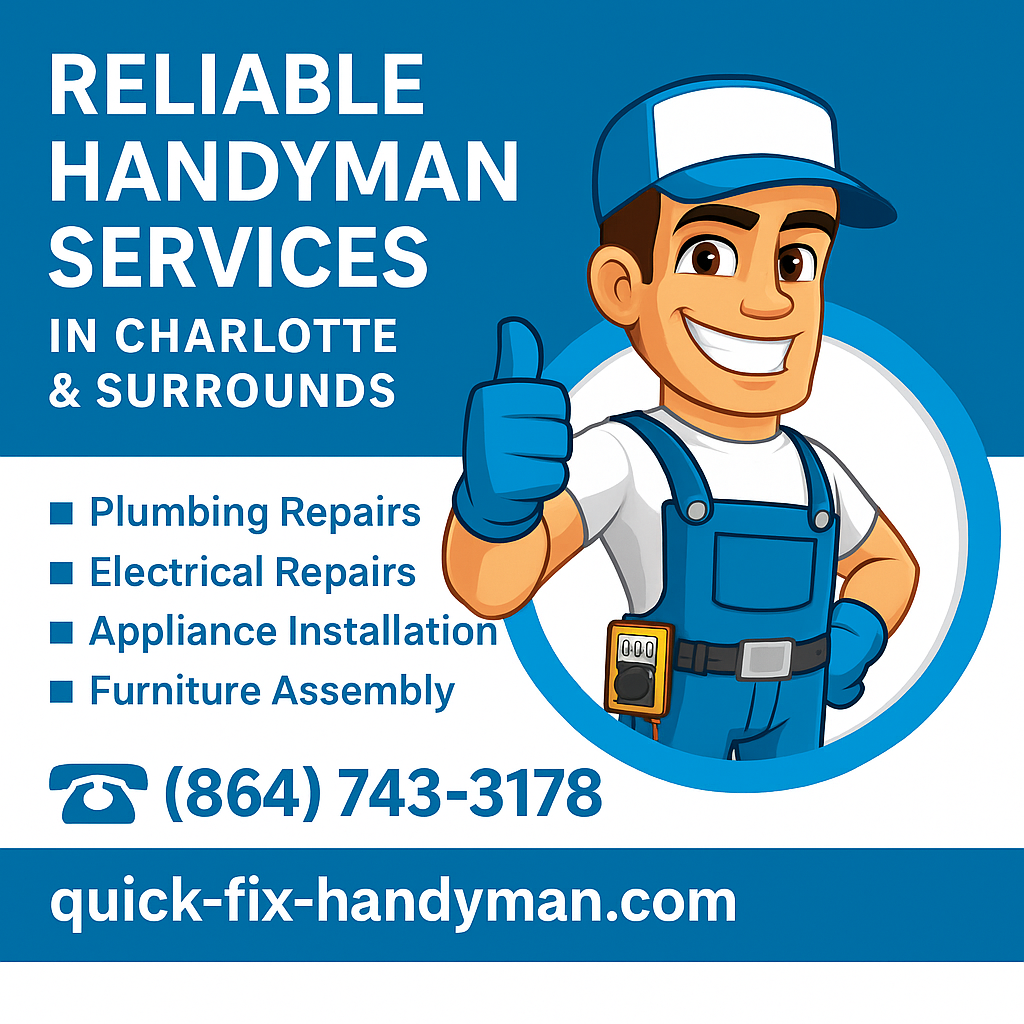 RELIABLE
HANDYMAN
SERVICES
IN CHARLOTTE
& SURROUNDS
Plumbing Repairs
Electrical Repairs
Appliance Installation
Furniture Assembly
(864) 743-3178
quick-fix-handyman.com